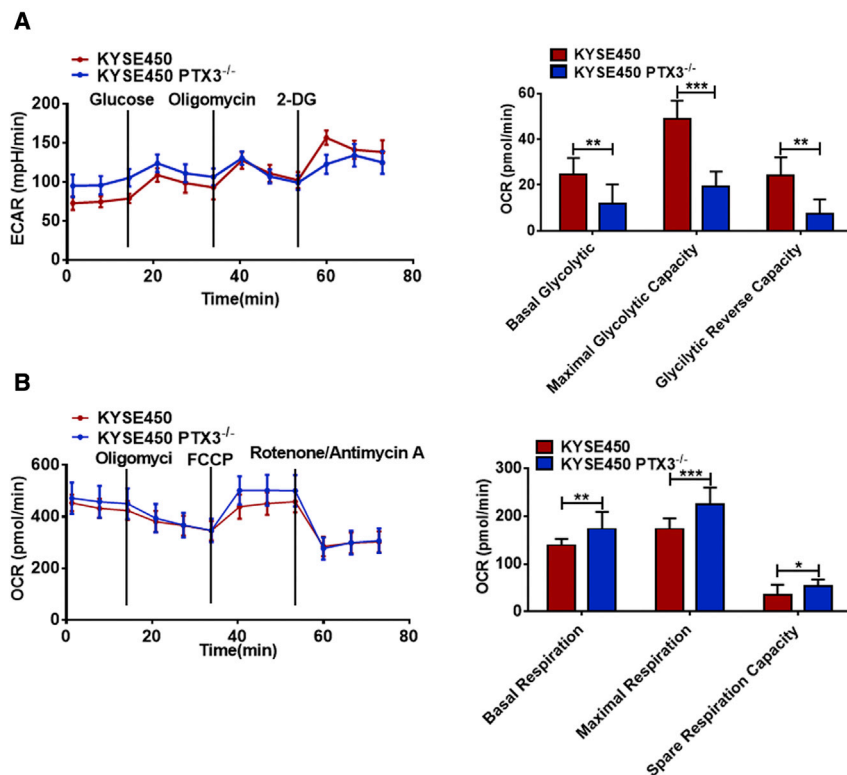 A
KYSE450
KYSE450 PTX3-/-
Glucose Oligomycin 2-DG
200
150
100
50
0
ECAR (mpH/min)
0 20 40 60 80
Time(min)
KYSE450
KYSE450 PTX3-/-
60
40
20
0
OCR (pmol/min)
**
***
**
Basal Glycolytic
Maximal Glycolytic Capacity
Glycilytic Reverse Capacity
B
KYSE450
KYSE450 PTX3-/-
Oligomyci FCCP Rotenone/Antimycin A
600
400
200
0
OCR (pmol/min)
0 20 40 60 80
Time(min)
KYSE450
KYSE450 PTX3-/-
300
200
100
0
OCR (pmol/min)
**
***
*
Basal Respiration
Maximal Respiration
Spare Respiration Capacity